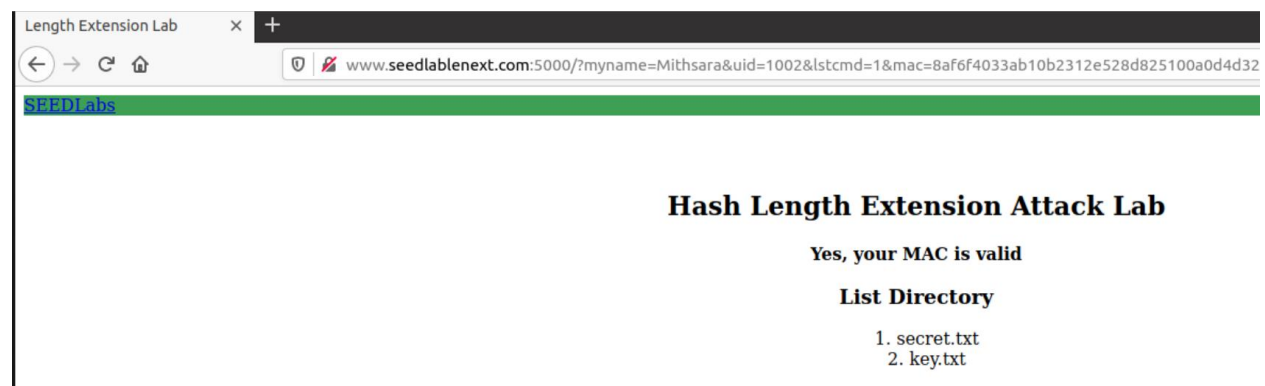 Length Extension Lab
www.seedlablenext.com:5000/?myname=Mithsara&uid=1002&lstcmd=1&mac=8af6f4033ab10b2312e528d825100a0d4d32
SEEDLabs
Hash Length Extension Attack Lab
Yes, your MAC is valid
List Directory
1. secret.txt
2. key.txt